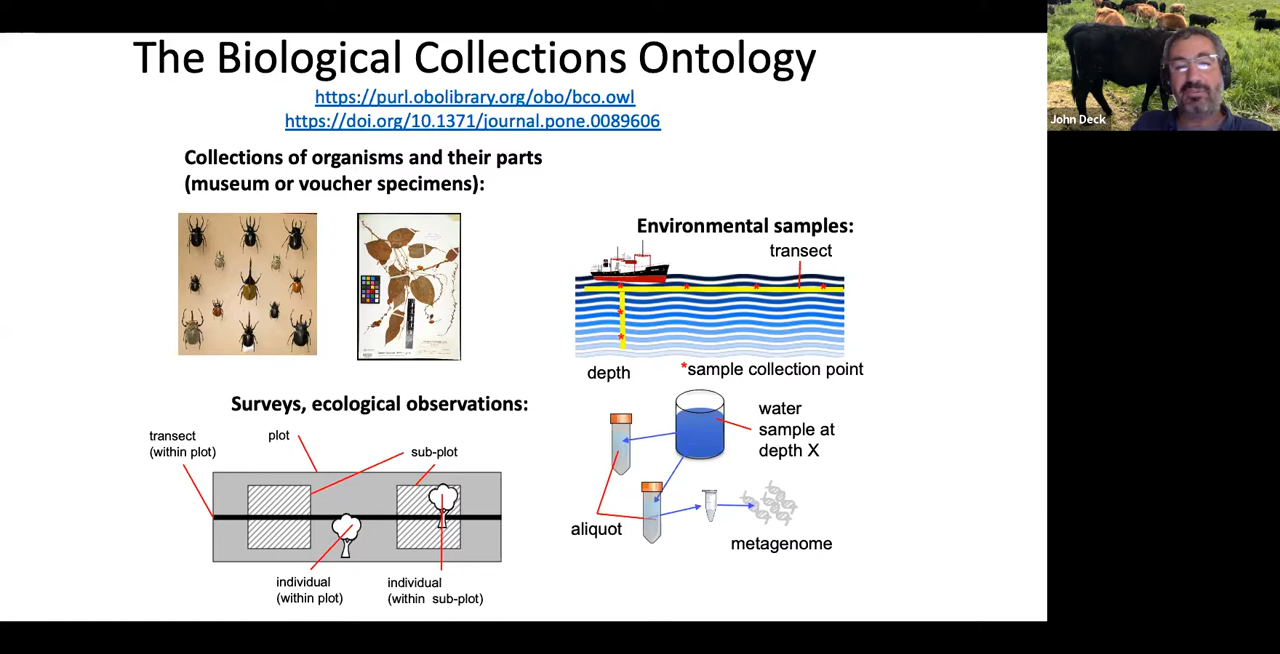 The Biological Collections Ontology
https://purl.obolibrary.org/obo/bco.owl
https://doi.org/10.1371/journal.pone.0089606
John Deck
Collections of organisms and their parts
(museum or voucher specimens):
Environmental samples:
transect
depth
*sample collection point
Surveys, ecological observations:
transect
(within plot)
plot
sub-plot
individual
(within plot)
individual
(within sub-plot)
water
sample at
depth X
aliquot
metagenome